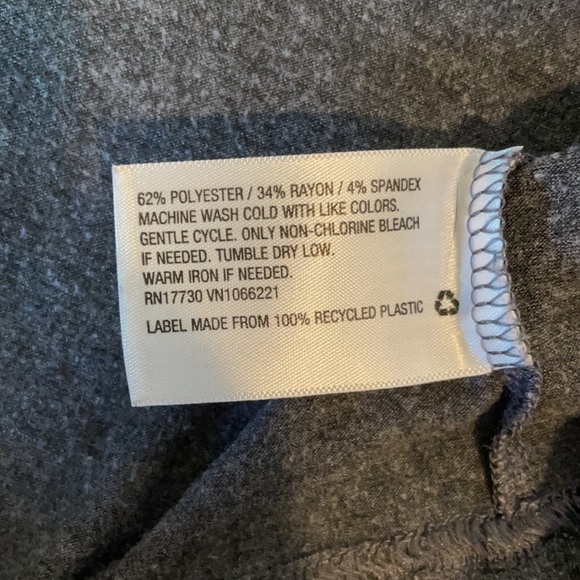 62% POLYESTER / 34% RAYON / 4% SPANDEX
MACHINE WASH COLD WITH LIKE COLORS.
GENTLE CYCLE. ONLY NON-CHLORINE BLEACH
IF NEEDED. TUMBLE DRY LOW.
WARM IRON IF NEEDED.
RN17730 VN1066221
LABEL MADE FROM 100% RECYCLED PLASTIC